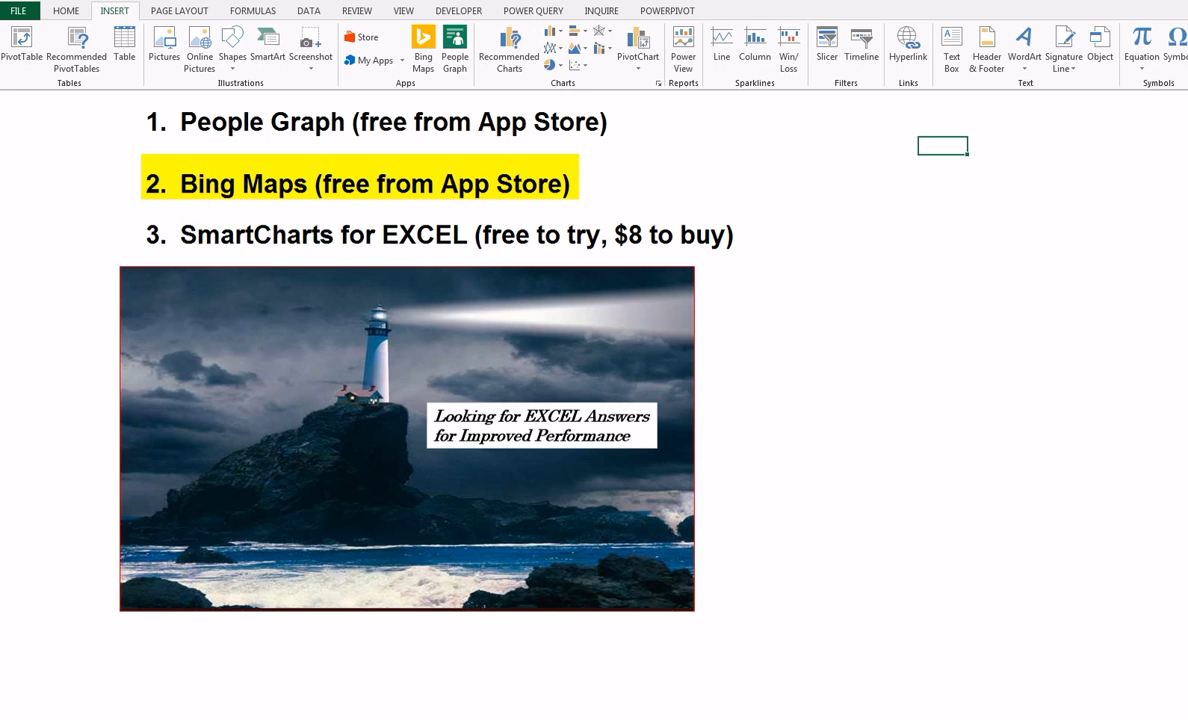 FILE HOME INSERT PAGE LAYOUT FORMULAS DATA REVIEW VIEW DEVELOPER POWER QUERY INQUIRE POWERPIVOT
PivotTable Recommended PivotTables Table
Tables
Pictures Online Pictures Shapes SmartArt Screenshot
Illustrations
Store
My Apps
Bing Maps People Graph
Apps
Recommended Charts PivotChart
Charts
Power View
Reports
Line Column Win/Loss
Sparklines
Slicer Timeline
Filters
Hyperlink
Links
Text Box Header & Footer WordArt Signature Line Object
Text
Equation
Symbols
1. People Graph (free from App Store)
2. Bing Maps (free from App Store)
3. SmartCharts for EXCEL (free to try, $8 to buy)
Looking for EXCEL Answers
for Improved Performance